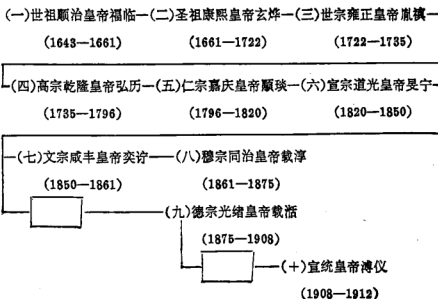 (一)世祖顺治皇帝福临—(二)圣祖康熙皇帝玄烨—(三)世宗雍正皇帝胤禛—
(1643—1661) (1661—1722) (1722—1735)
(四)高宗乾隆皇帝弘历—(五)仁宗嘉庆皇帝颙琰—(六)宣宗道光皇帝旻宁—
(1735—1796) (1796—1820) (1820—1850)
(七)文宗咸丰皇帝奕詝—(八)穆宗同治皇帝载淳
(1850—1861) (1861—1875)
(九)德宗光绪皇帝载湉
(1875—1908)
(十)宣统皇帝溥仪
(1908—1912)